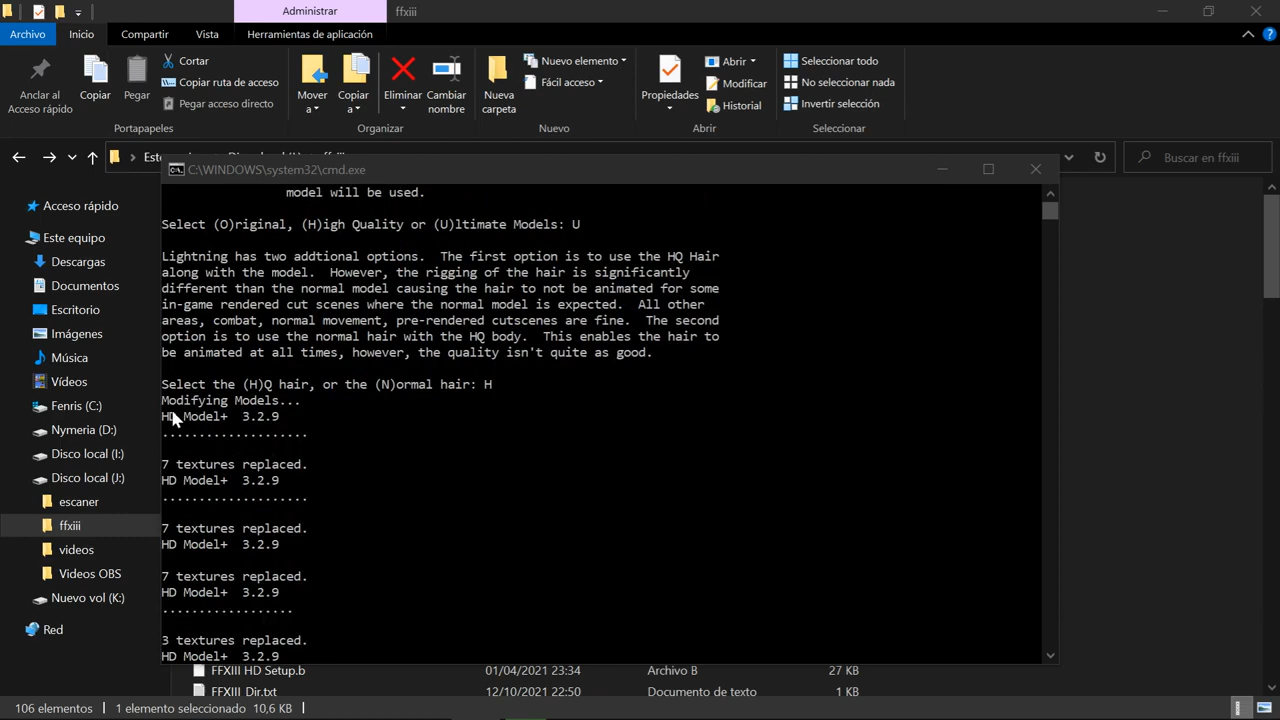 Administrar
ffxiii
Archivo
Inicio
Compartir
Vista
Herramientas de aplicación
Anclar al
Acceso rápido
Copiar
Pegar
Cortar
Copiar ruta de acceso
Pegar acceso directo
Mover
a
Copiar
a
Eliminar
Cambiar
nombre
Nueva
carpeta
Nuevo elemento
Fácil acceso
Propiedades
Abrir
Modificar
Historial
Seleccionar todo
No seleccionar nada
Invertir selección
Portapapeles
Organizar
Nuevo
Abrir
Seleccionar
Buscar en ffxiii
C:\WINDOWS\system32\cmd.exe
model will be used.
Select (O)riginal, (H)igh Quality or (U)ltimate Models: U
Lightning has two addtional options.  The first option is to use the HQ Hair
along with the model.  However, the rigging of the hair is significantly
different than the normal model causing the hair to not be animated for some
in-game rendered cut scenes where the normal model is expected.  All other
areas, combat, normal movement, pre-rendered cutscenes are fine.  The second
option is to use the normal hair with the HQ body.  This enables the hair to
be animated at all times, however, the quality isn't quite as good.
Select the (H)Q hair, or the (N)ormal hair: H
Modifying Models...
HD Model+  3.2.9
....................
7 textures replaced.
HD Model+  3.2.9
....................
7 textures replaced.
HD Model+  3.2.9
7 textures replaced.
HD Model+  3.2.9
..................
3 textures replaced.
HD Model+  3.2.9
Acceso rápido
Este equipo
Descargas
Documentos
Escritorio
Imágenes
Música
Vídeos
Fenris (C:)
Nymeria (D:)
Disco local (I:)
Disco local (J:)
escaner
ffxiii
videos
Videos OBS
Nuevo vol (K:)
Red
FFXIII HD Setup.b
01/04/2021 23:34
Archivo B
27 KB
FFXIII Dir.txt
12/10/2021 22:50
Documento de texto
1 KB
106 elementos
1 elemento seleccionado 10,6 KB